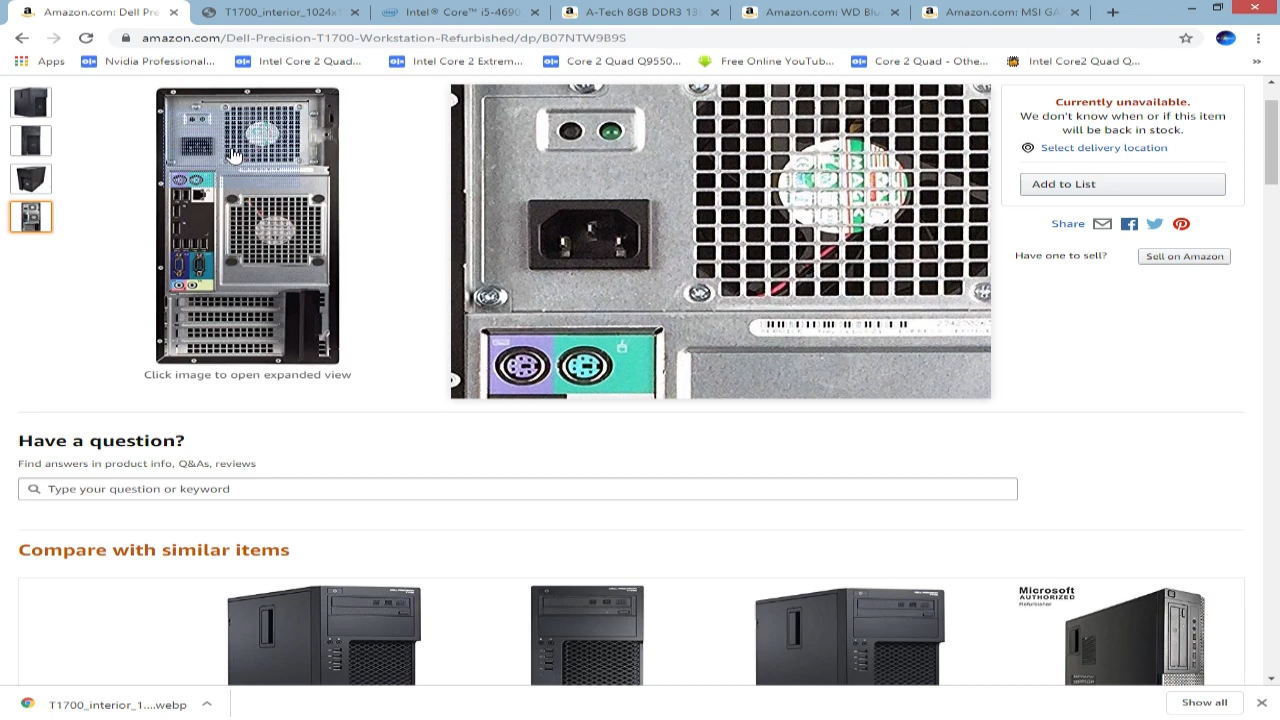 Amazon.com: Dell Pre
T1700_interior_1024x
Intel® Core™ i5-4690
A-Tech 8GB DDR3 13
Amazon.com: WD Blu
Amazon.com: MSI GA
amazon.com/Dell-Precision-T1700-Workstation-Refurbished/dp/B07NTW9B9S
Apps
Nvidia Professional...
Intel Core 2 Quad...
Intel Core 2 Extrem...
Core 2 Quad Q9550...
Free Online YouTub...
Core 2 Quad - Othe...
Intel Core2 Quad Q...
»
Currently unavailable.
We don't know when or if this item
will be back in stock.
Select delivery location
Add to List
Share
Have one to sell?
Sell on Amazon
Click image to open expanded view
Have a question?
Find answers in product info, Q&As, reviews
Type your question or keyword
Compare with similar items
Microsoft
AUTHORIZED
Refurbisher
T1700_interior_1....webp
Show all